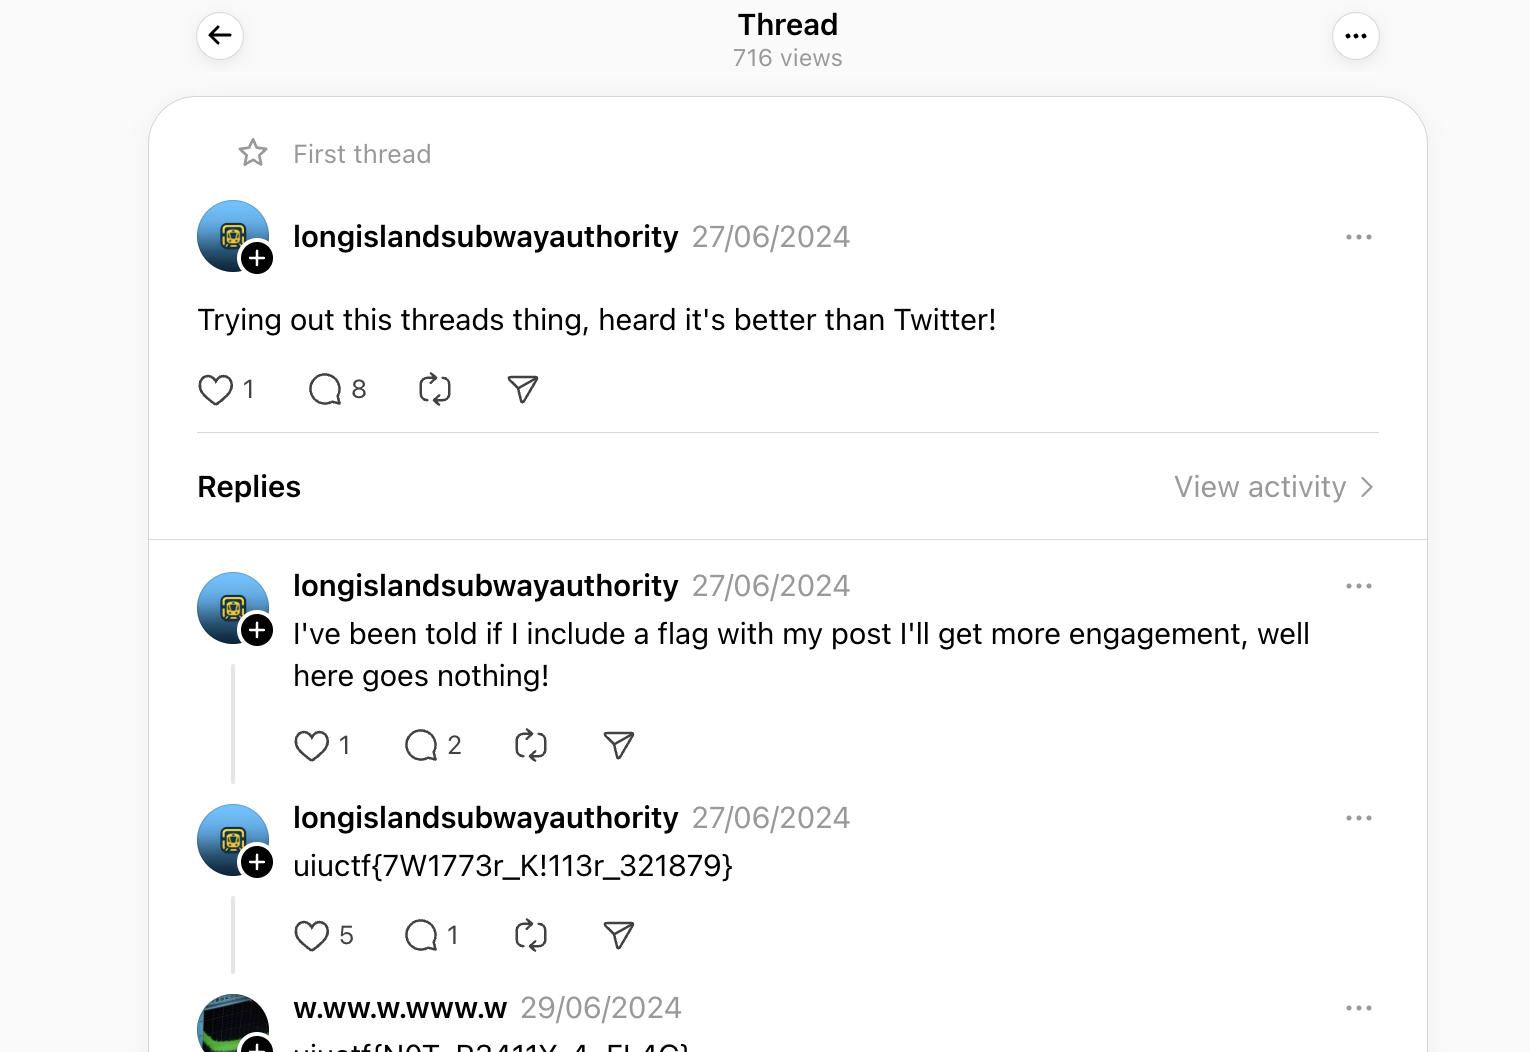 Thread
716 views
First thread
longislandsubwayauthority 27/06/2024
Trying out this threads thing, heard it's better than Twitter!
1 8
Replies
View activity
longislandsubwayauthority 27/06/2024
I've been told if I include a flag with my post I'll get more engagement, well
here goes nothing!
1 2
longislandsubwayauthority 27/06/2024
uiuctf{7W1773r_K!113r_321879}
5 1
w.ww.w.www.w 29/06/2024